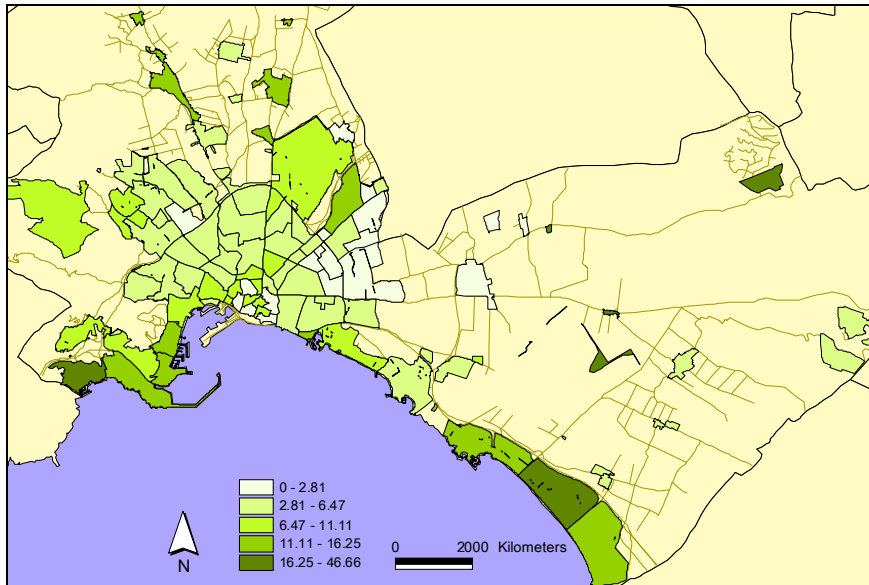 0 - 2.81
2.81 - 6.47
6.47 - 11.11
11.11 - 16.25
16.25 - 46.66
N
0 2000 Kilometers